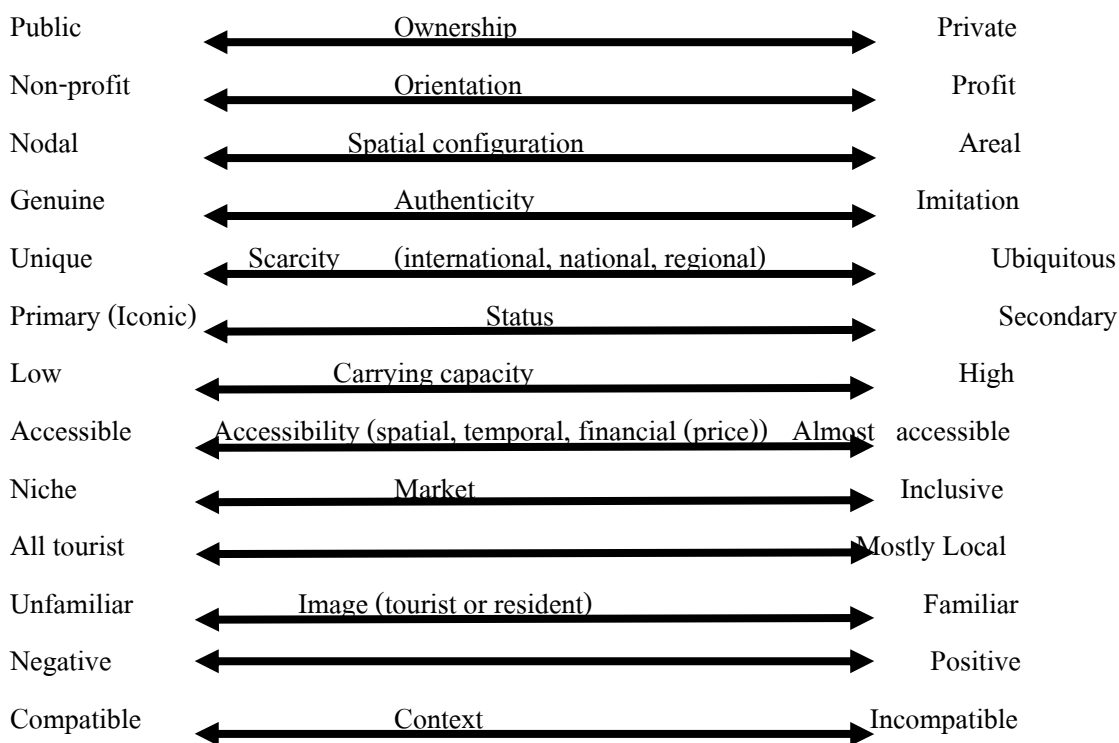 Public Ownership Private
Non-profit Orientation Profit
Nodal Spatial configuration Areal
Genuine Authenticity Imitation
Unique Scarcity (international, national, regional) Ubiquitous
Primary (Iconic) Status Secondary
Low Carrying capacity High
Accessible Accessibility (spatial, temporal, financial (price)) Almost accessible
Niche Market Inclusive
All tourist Mostly Local
Unfamiliar Image (tourist or resident) Familiar
Negative Positive
Compatible Context Incompatible